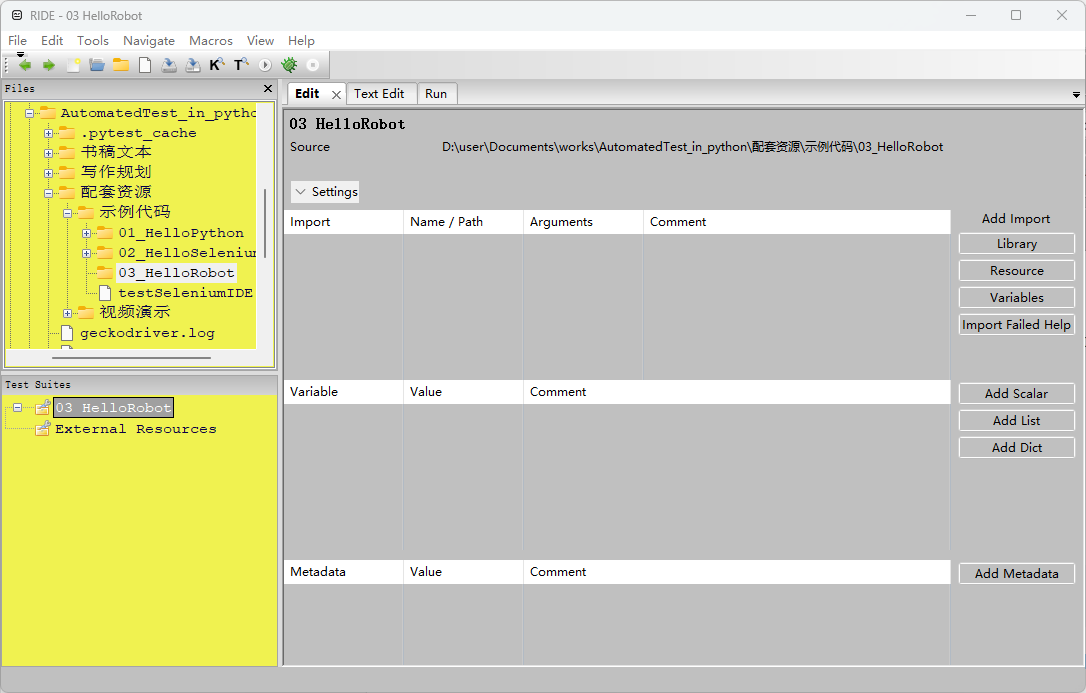 RIDE - 03 HelloRobot
File Edit Tools Navigate Macros View Help
K T
Files
AutomatedTest_in_pytho
.pytest_cache
书稿文本
写作规划
配套资源
示例代码
01_HelloPython
02_HelloSeleniur
03_HelloRobot
testSeleniumIDE
视频演示
geckodriver.log
Test Suites
03 HelloRobot
External Resources
Edit Text Edit Run
03 HelloRobot
Source D:\user\Documents\works\AutomatedTest_in_python\配套资源\示例代码\03_HelloRobot
Settings
Import Name / Path Arguments Comment
Add Import
Library
Resource
Variables
Import Failed Help
Variable Value Comment
Add Scalar
Add List
Add Dict
Metadata Value Comment
Add Metadata